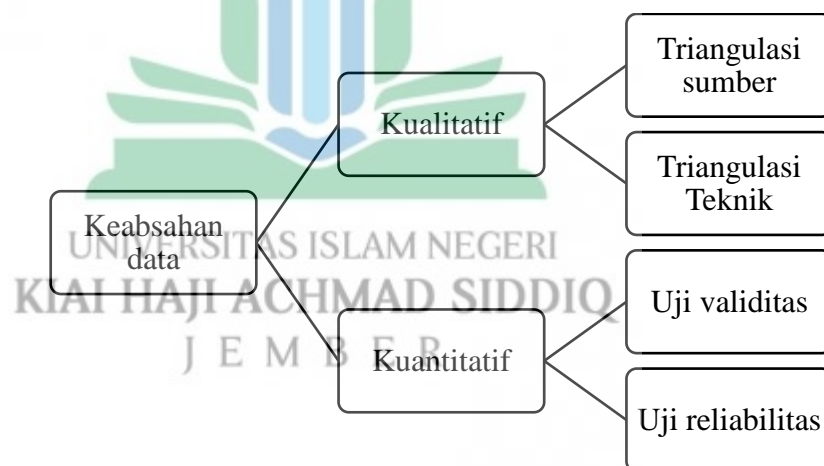 Keabsahan
data
Kualitatif
Triangulasi
sumber
Triangulasi
Teknik
Kuantitatif
Uji validitas
Uji reliabilitas
UNIVERSITAS ISLAM NEGERI
KIAI HAJI ACHMAD SIDDIQ
JEMBER